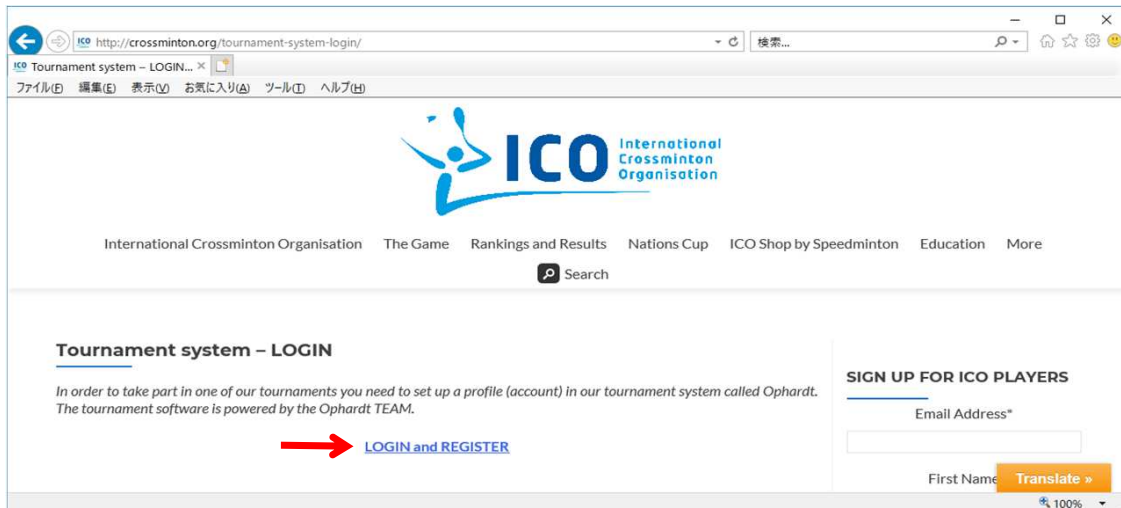 ICO http://crossminton.org/tournament-system-login/
検索...
ICO Tournament system – LOGIN...
ファイル(F) 編集(E) 表示(V) お気に入り(A) ツール(T) ヘルプ(H)
ICO
International
Crossminton
Organisation
International Crossminton Organisation The Game Rankings and Results Nations Cup ICO Shop by Speedminton Education More
Search
Tournament system – LOGIN
In order to take part in one of our tournaments you need to set up a profile (account) in our tournament system called Ophardt.
The tournament software is powered by the Ophardt TEAM.
LOGIN and REGISTER
SIGN UP FOR ICO PLAYERS
Email Address*
First Name
Translate »
100%